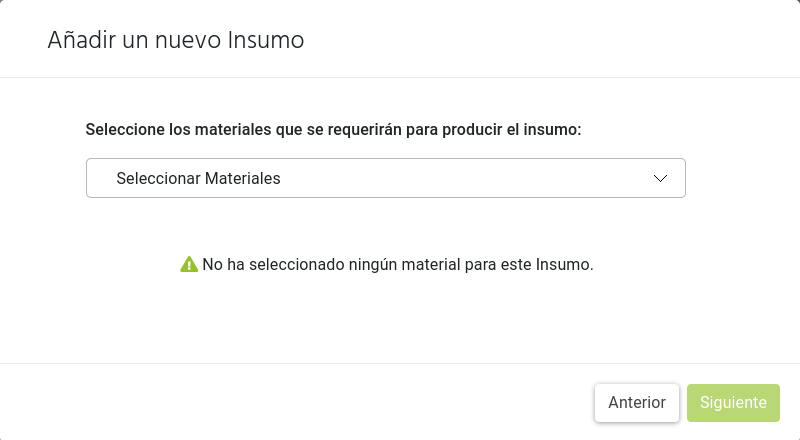 Añadir un nuevo Insumo
Seleccione los materiales que se requerirán para producir el insumo:
Seleccionar Materiales
No ha seleccionado ningún material para este Insumo.
Anterior
Siguiente